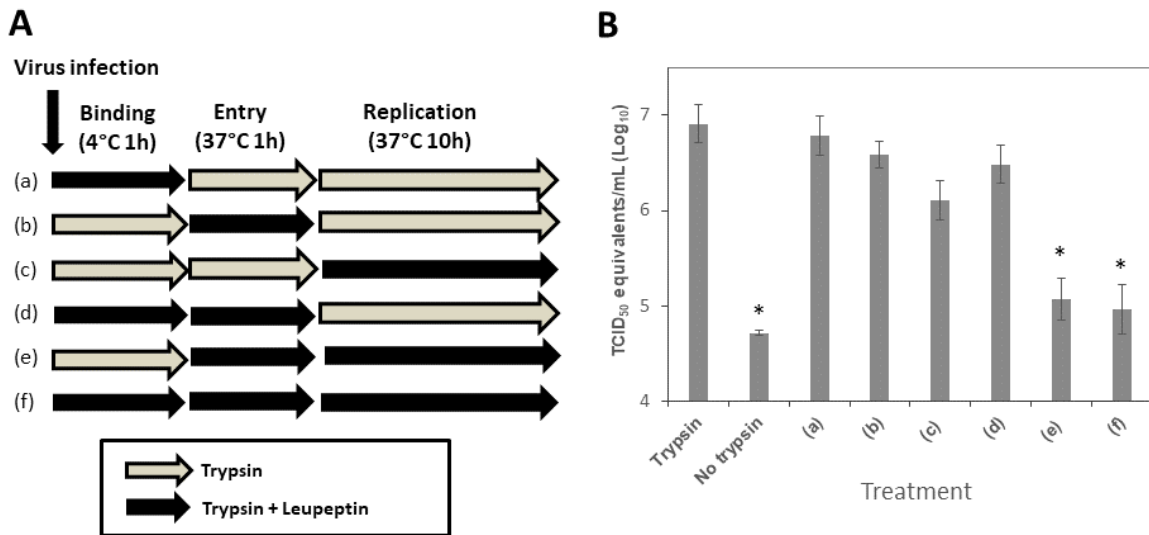 A
Virus infection
Binding
(4°C 1h)
Entry
(37°C 1h)
Replication
(37°C 10h)
(a)
(b)
(c)
(d)
(e)
(f)
Trypsin
Trypsin + Leupeptin
B
TCID50 equivalents/mL (Log10)
7
6
5
4
*
*
*
Trypsin
No trypsin
(a)
(b)
(c)
(d)
(e)
(f)
Treatment